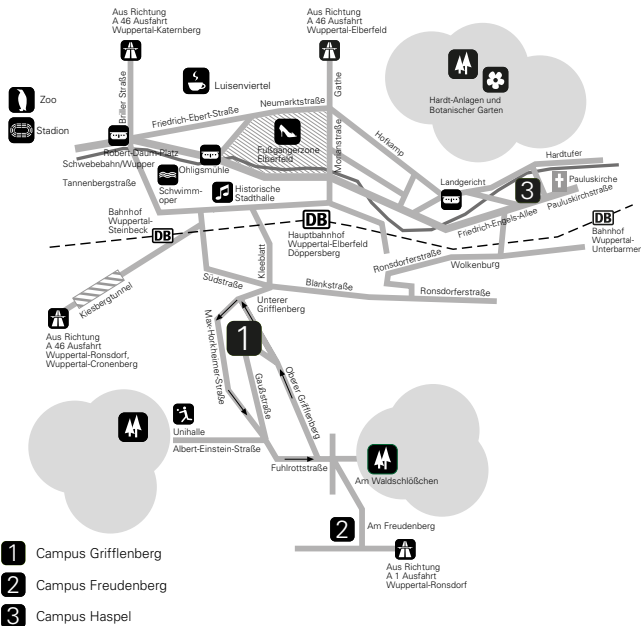 Aus Richtung
A 46 Ausfahrt
Wuppertal-Katernberg
Aus Richtung
A 46 Ausfahrt
Wuppertal-Elberfeld
Zoo
Stadion
Briller Straße
Luisenviertel
Gathe
Neumarktstraße
Friedrich-Ebert-Straße
Hardt-Anlagen und
Botanischer Garten
Fußgängerzone
Elberfeld
Morianstraße
Hofkamp
Robert-Daum-Platz
Schwebebahn/Wupper
Ohligsmühle
Tannenbergstraße
Schwimm-
oper
Historische
Stadthalle
Landgericht
Hardtufer
3
Pauluskirche
Pauluskirchstraße
Friedrich-Engels-Allee
Bahnhof
Wuppertal-
Steinbeck
DB
DB
Hauptbahnhof
Wuppertal-Elberfeld
Döppersberg
DB
Bahnhof
Wuppertal-
Unterbarmen
Kleeblatt
Südstraße
Blankstraße
Ronsdorferstraße
Wolkenburg
Ronsdorferstraße
Kiesbergtunnel
Aus Richtung
A 46 Ausfahrt
Wuppertal-Ronsdorf,
Wuppertal-Cronenberg
Unterer
Grifflenberg
1
Max-Horkheimer-Straße
Gaußstraße
Oberer Grifflenberg
Unihalle
Albert-Einstein-Straße
Fuhlrottstraße
Am Waldschlößchen
2
Am Freudenberg
Aus Richtung
A 1 Ausfahrt
Wuppertal-Ronsdorf
1 Campus Grifflenberg
2 Campus Freudenberg
3 Campus Haspel